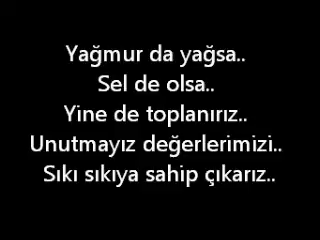 Yağmur da yağsa..
Sel de olsa..
Yine de toplanırız..
Unutmayız değerlerimizi..
Sıkı sıkıya sahip çıkarız..